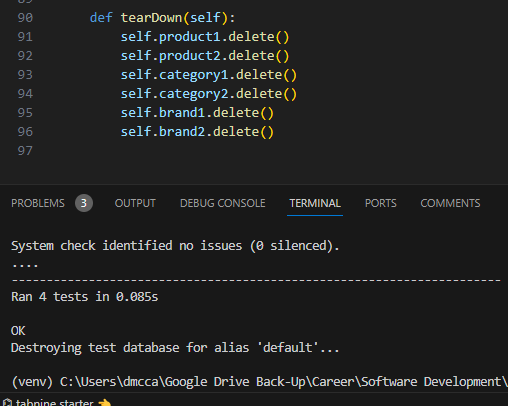 90 def tearDown(self):
91 self.product1.delete()
92 self.product2.delete()
93 self.category1.delete()
94 self.category2.delete()
95 self.brand1.delete()
96 self.brand2.delete()
97
PROBLEMS 3 OUTPUT DEBUG CONSOLE TERMINAL PORTS COMMENTS
System check identified no issues (0 silenced).
....
----------------------------------------------------------------------
Ran 4 tests in 0.085s
OK
Destroying test database for alias 'default'...
(venv) C:\Users\dmcca\Google Drive Back-Up\Career\Software Development\
tabnine starter